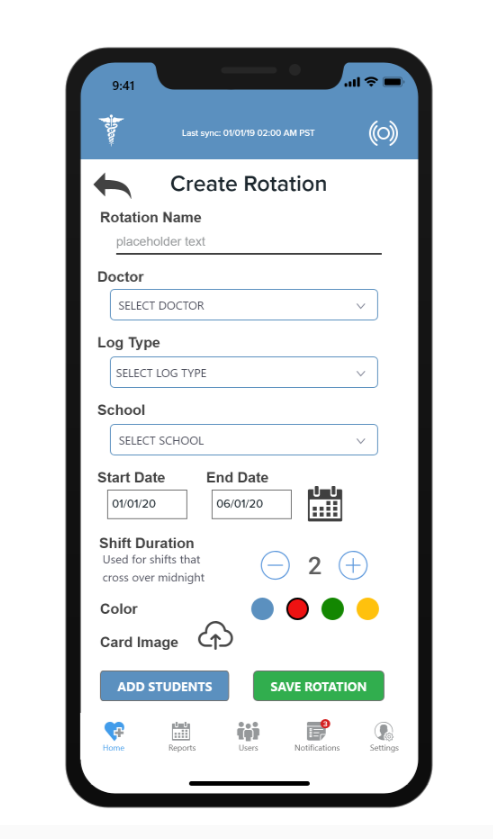 9:41
Last sync: 01/01/19 02:00 AM PST
Create Rotation
Rotation Name
placeholder text
Doctor
SELECT DOCTOR
Log Type
SELECT LOG TYPE
School
SELECT SCHOOL
Start Date End Date
01/01/20 06/01/20
Shift Duration
Used for shifts that
cross over midnight
2
Color
Card Image
ADD STUDENTS SAVE ROTATION
3
Home Reports Users Notifications Settings